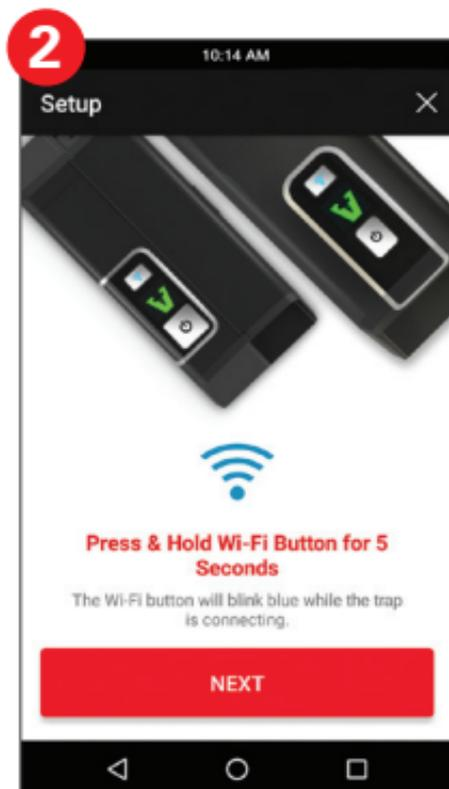 2
10:14 AM
Setup
Press & Hold Wi-Fi Button for 5
Seconds
The Wi-Fi button will blink blue while the trap
is connecting.
NEXT